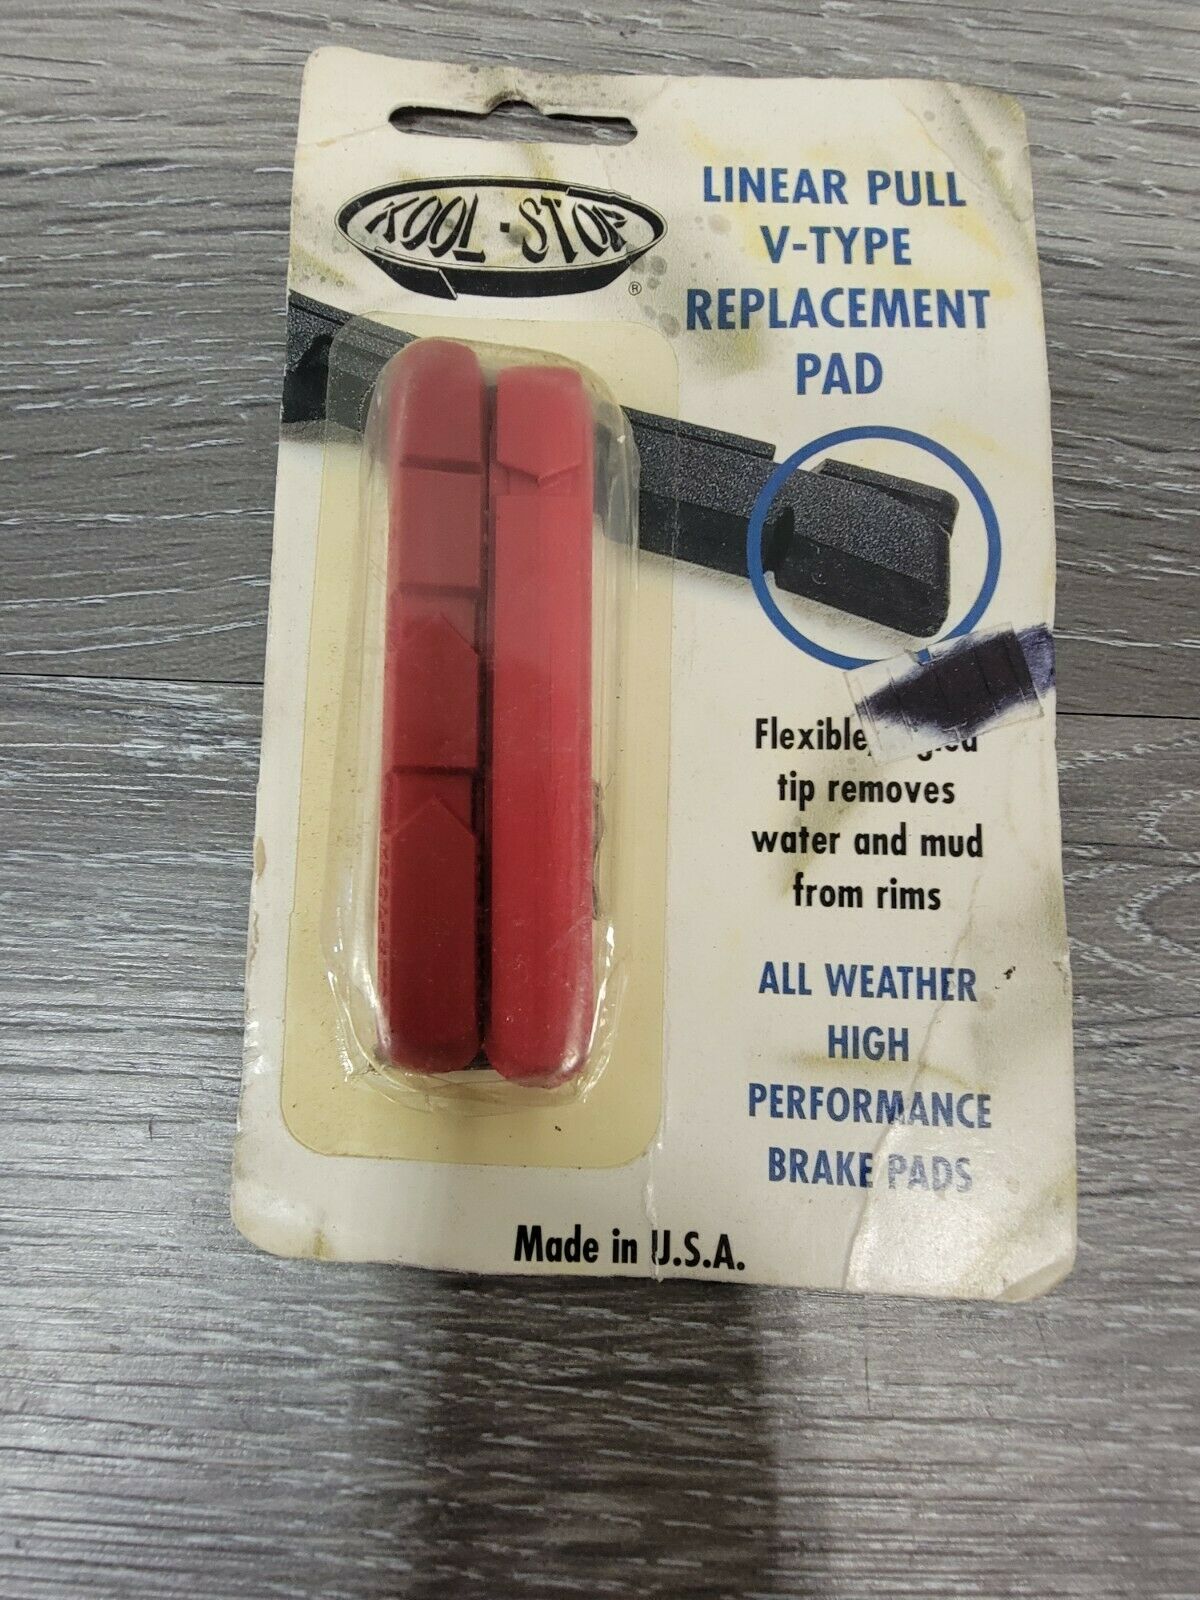 KOOL-STOP
®
LINEAR PULL
V-TYPE
REPLACEMENT
PAD
Flexible,
tip removes
water and mud
from rims
ALL WEATHER
HIGH
PERFORMANCE
BRAKE PADS
Made in U.S.A.